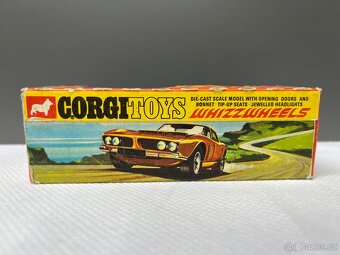 CORGI TOYS
DIE-CAST SCALE MODEL WITH OPENING DOORS AND
BONNET TIP-UP SEATS · JEWELLED HEADLIGHTS
WHIZZWHEELS